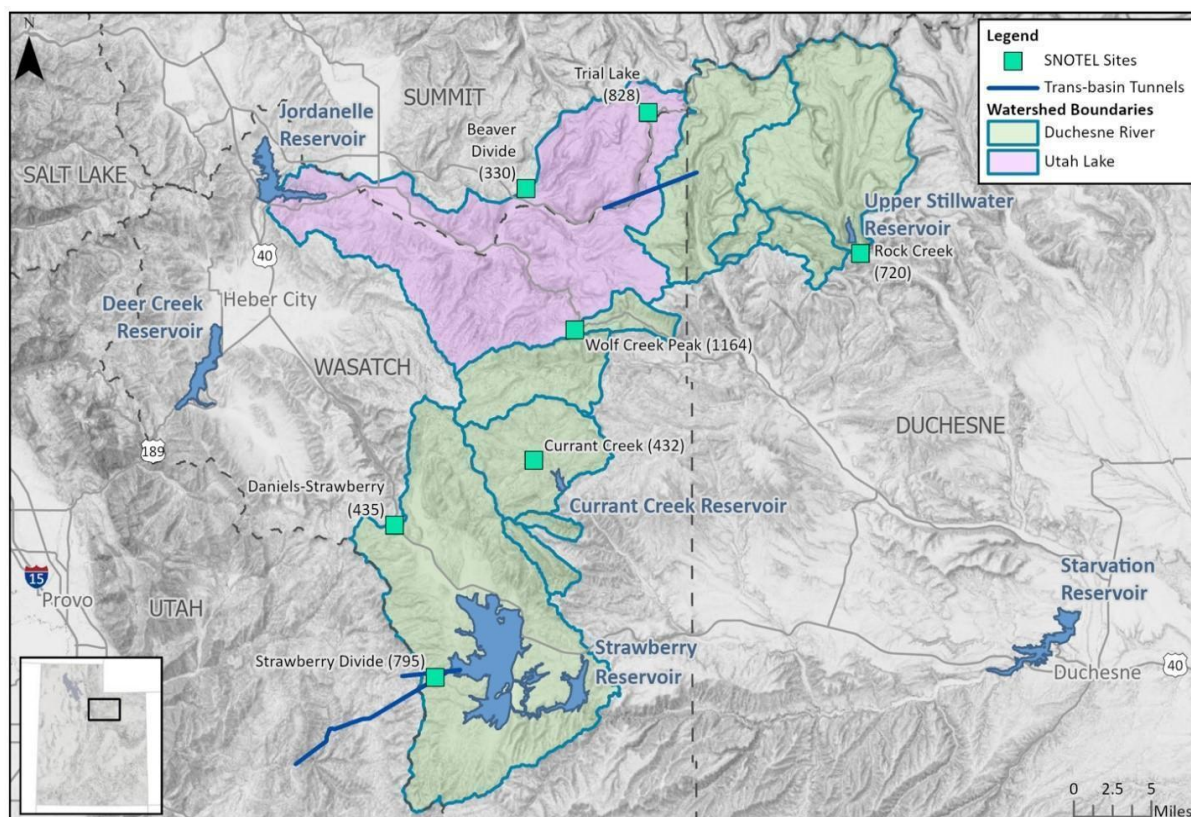 N
Legend
SNOTEL Sites
Trans-basin Tunnels
Watershed Boundaries
Duchesne River
Utah Lake
SUMMIT
Trial Lake
(828)
Jordanelle
Reservoir
Beaver
Divide
(330)
SALT LAKE
Upper Stillwater
Reservoir
Rock Creek
(720)
40
Heber City
Deer Creek
Reservoir
Wolf Creek Peak (1164)
WASATCH
DUCHESNE
189
Currant Creek (432)
Daniels-Strawberry
(435)
Currant Creek Reservoir
15
Provo
UTAH
Starvation
Reservoir
Strawberry Divide (795)
Strawberry
Reservoir
Duchesne
40
0 2.5 5
Miles